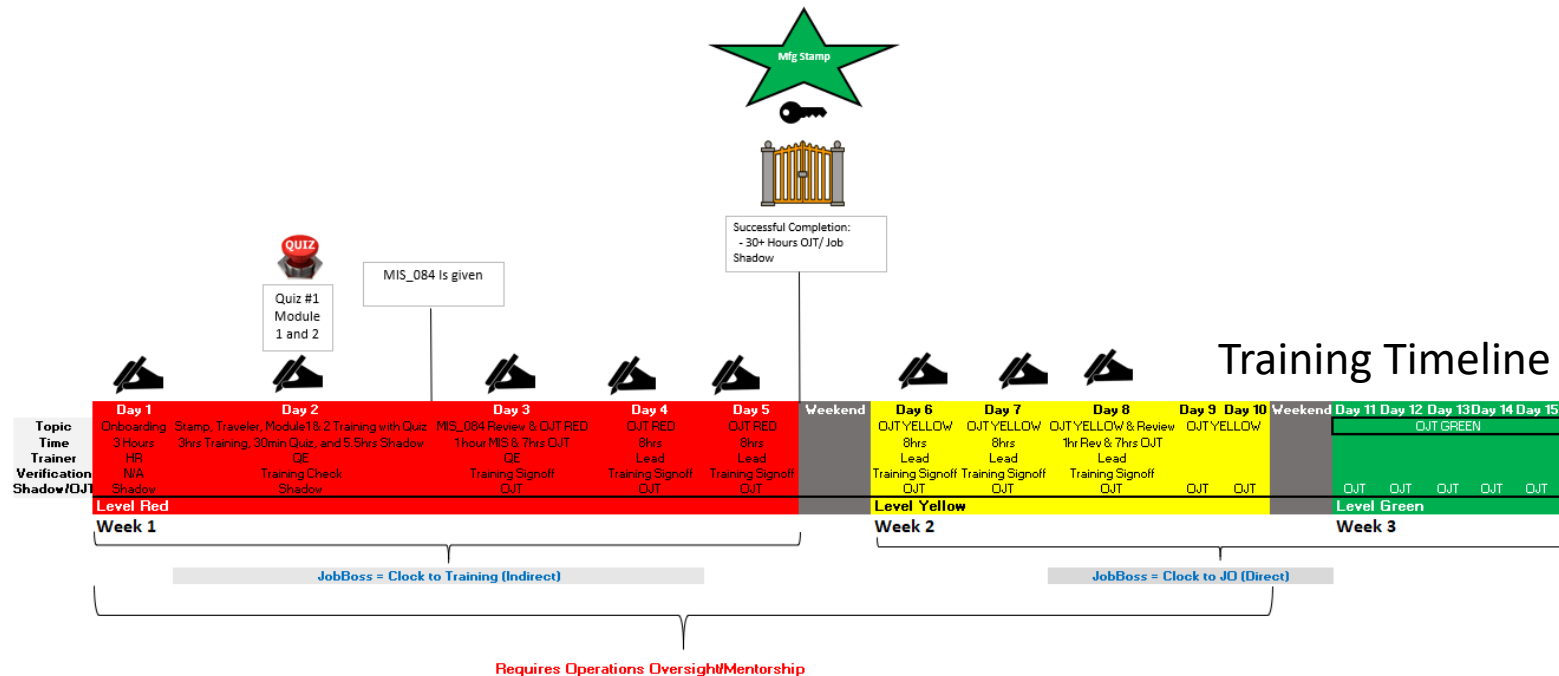 Mfg Stamp
Successful Completion:
- 30+ Hours OJT/ Job
Shadow
QUIZ
MIS_084 Is given
Quiz #1
Module
1 and 2
Training Timeline
Day 1 Day 2 Day 3 Day 4 Day 5 Weekend Day 6 Day 7 Day 8 Day 9 Day 10 Weekend Day 11 Day 12 Day 13 Day 14 Day 15
Topic Onboarding Stamp, Traveler, Module1 & 2 Training with Quiz MIS_084 Review & OJT RED OJT RED OJT RED OJT YELLOW OJT YELLOW OJT YELLOW & Review OJT YELLOW OJT GREEN
Time 3 Hours 3hrs Training, 30min Quiz, and 5.5hrs Shadow 1 hour MIS & 7hrs OJT 8hrs 8hrs 8hrs 8hrs 1hr Rev & 7hrs OJT
Trainer HR QE QE Lead Lead Lead Lead Lead
Verification N/A Training Check Training Signoff Training Signoff Training Signoff Training Signoff Training Signoff Training Signoff
Shadow/OJT Shadow Shadow OJT OJT OJT OJT OJT OJT OJT OJT OJT OJT OJT OJT OJT
Level Red Level Yellow Level Green
Week 1 Week 2 Week 3
JobBoss = Clock to Training (Indirect) JobBoss = Clock to JO (Direct)
Requires Operations Oversight/Mentorship